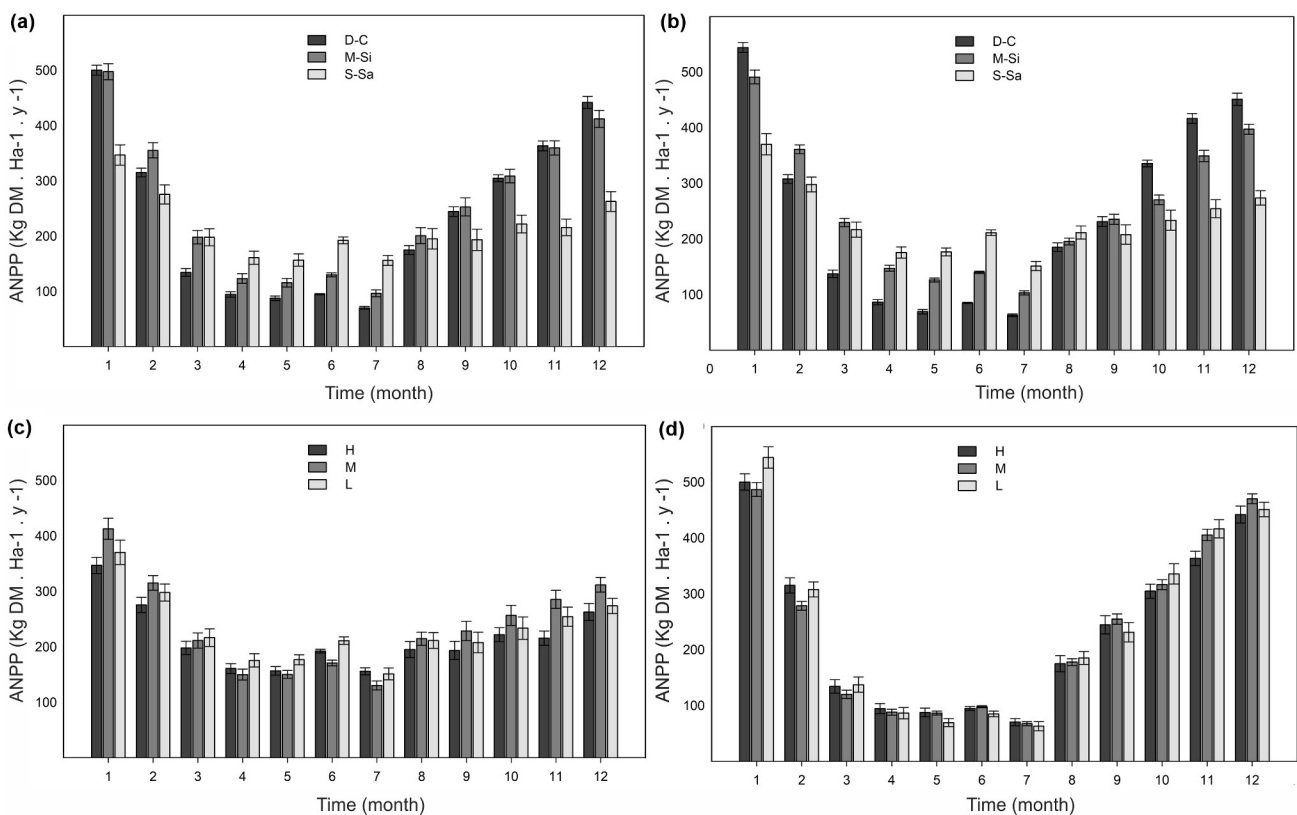 (a)
D-C
M-Si
S-Sa
ANPP (Kg DM . Ha-1 . y -1)
500
400
300
200
100
1 2 3 4 5 6 7 8 9 10 11 12
Time (month)
(b)
D-C
M-Si
S-Sa
ANPP (Kg DM . Ha-1 . y -1)
500
400
300
200
100
0 1 2 3 4 5 6 7 8 9 10 11 12
Time (month)
(c)
H
M
L
ANPP (Kg DM . Ha-1 . y -1)
500
400
300
200
100
1 2 3 4 5 6 7 8 9 10 11 12
Time (month)
(d)
H
M
L
ANPP (Kg DM . Ha-1 . y -1)
500
400
300
200
100
1 2 3 4 5 6 7 8 9 10 11 12
Time (month)